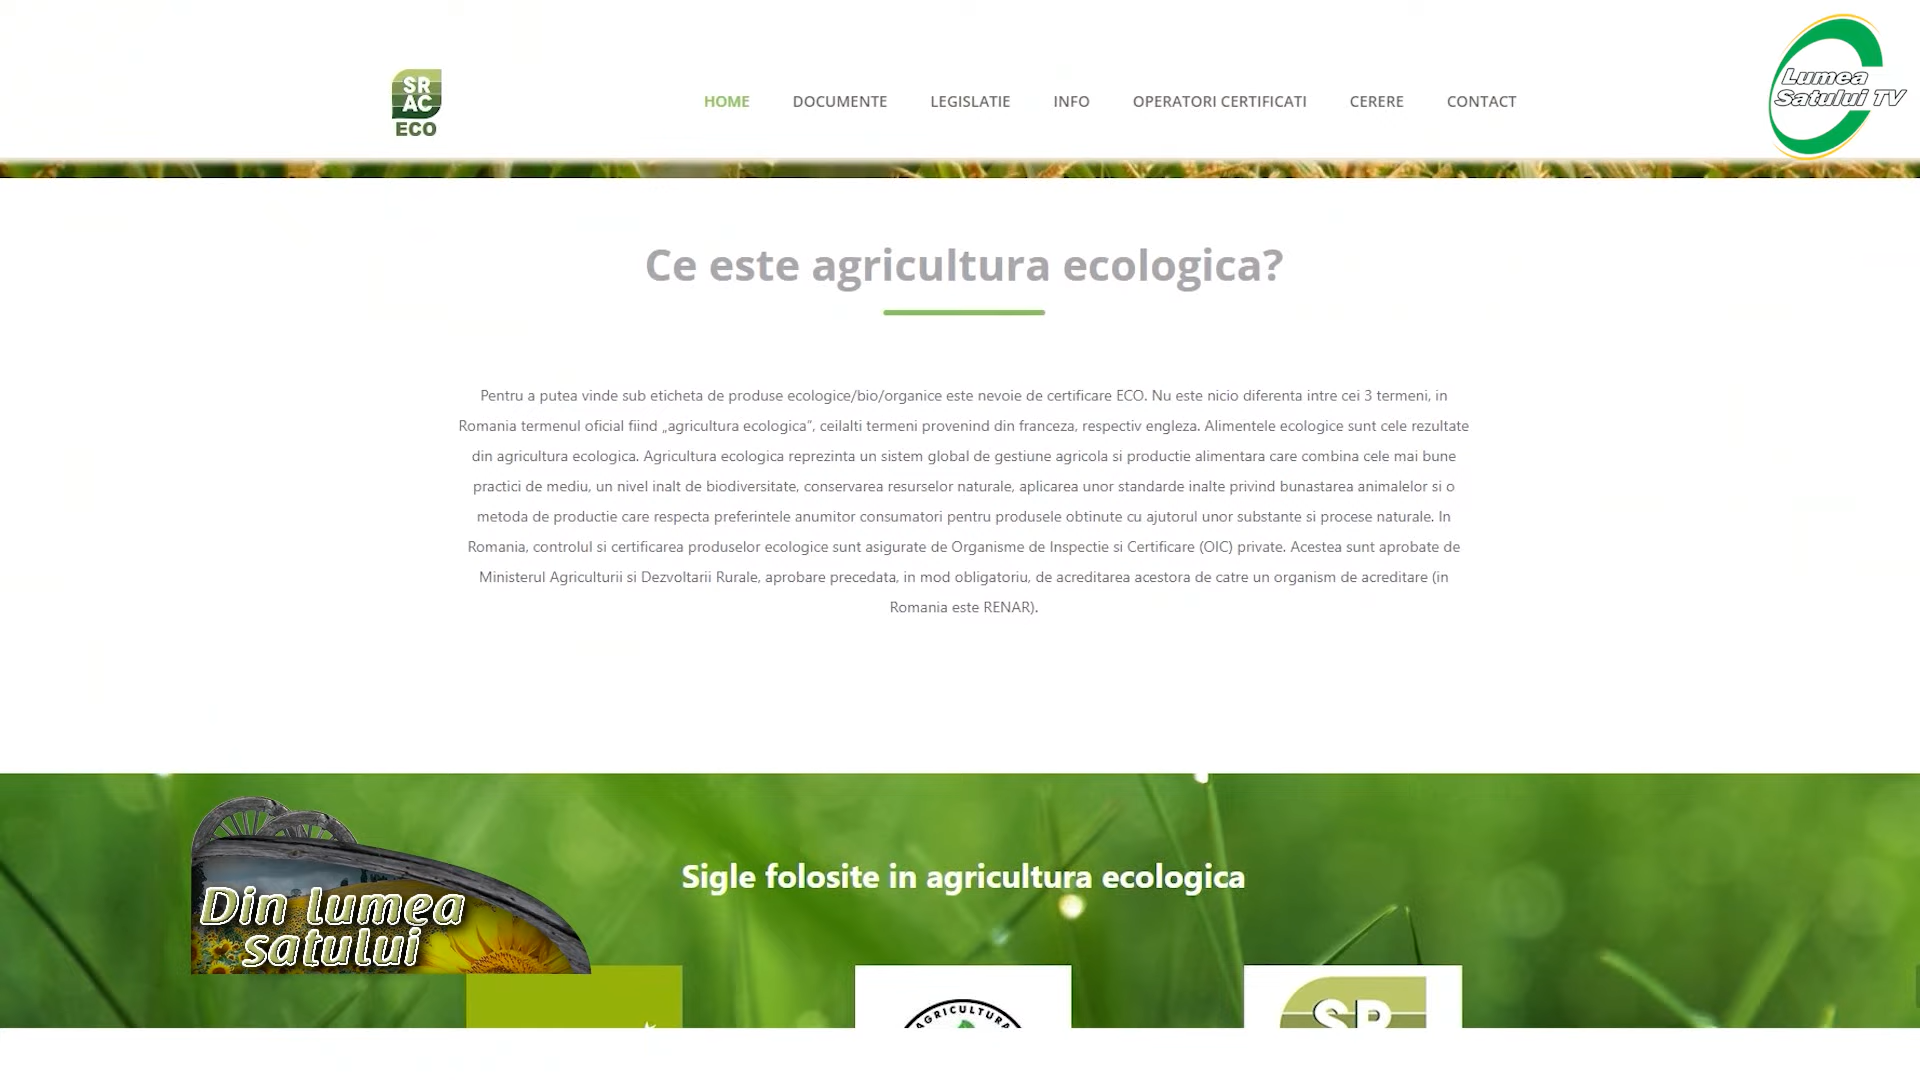 SR
AC
ECO
HOME DOCUMENTE LEGISLATIE INFO OPERATORI CERTIFICATI CERERE CONTACT
Lumea
Satului TV
Ce este agricultura ecologica?
Pentru a putea vinde sub eticheta de produse ecologice/bio/organice este nevoie de certificare ECO. Nu este nicio diferenta intre cei 3 termeni, in
Romania termenul oficial fiind „agricultura ecologica”, ceilalti termeni provenind din franceza, respectiv engleza. Alimentele ecologice sunt cele rezultate
din agricultura ecologica. Agricultura ecologica reprezinta un sistem global de gestiune agricola si productie alimentara care combina cele mai bune
practici de mediu, un nivel inalt de biodiversitate, conservarea resurselor naturale, aplicarea unor standarde inalte privind bunastarea animalelor si o
metoda de productie care respecta preferintele anumitor consumatori pentru produsele obtinute cu ajutorul unor substante si procese naturale. In
Romania, controlul si certificarea produselor ecologice sunt asigurate de Organisme de Inspectie si Certificare (OIC) private. Acestea sunt aprobate de
Ministerul Agriculturii si Dezvoltarii Rurale, aprobare precedata, in mod obligatoriu, de acreditarea acestora de catre un organism de acreditare (in
Romania este RENAR).
Sigle folosite in agricultura ecologica
Din lumea
satului
AGRICULTURA
SR